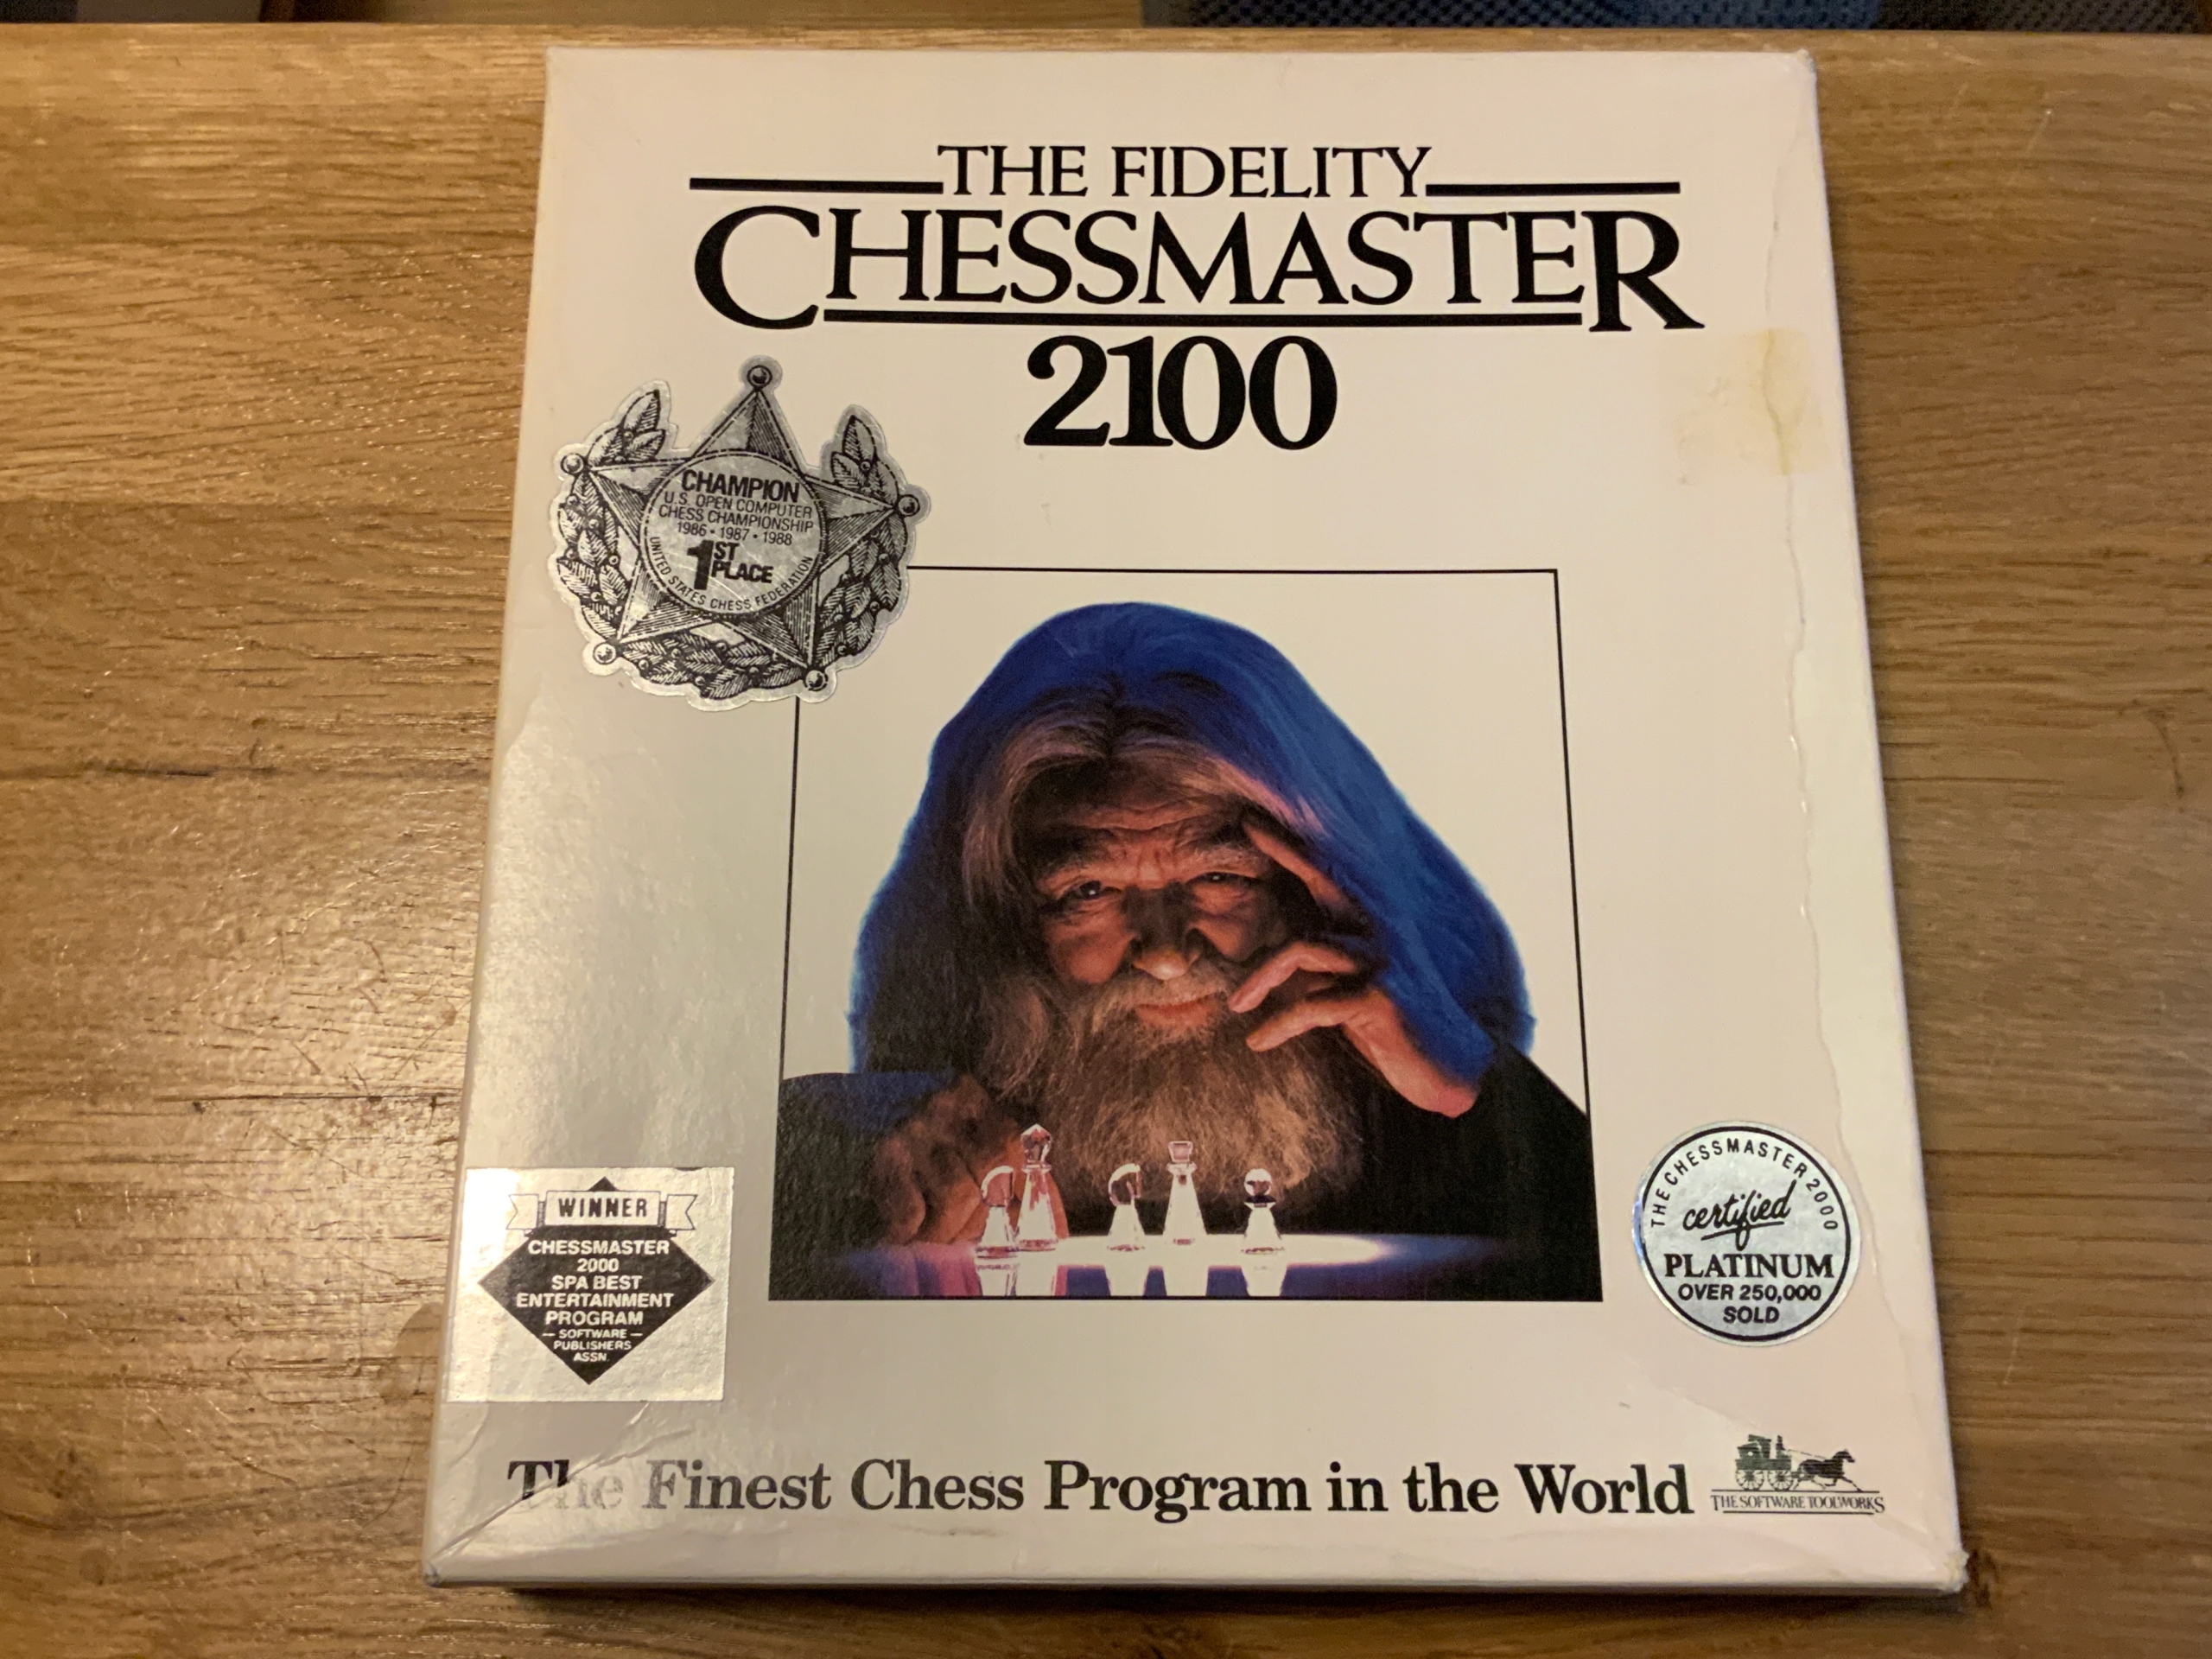 THE FIDELITY
CHESSMASTER
2100
CHAMPION
U.S. OPEN COMPUTER
CHESS CHAMPIONSHIP
1986 • 1987 • 1988
1ST
PLACE
UNITED STATES CHESS FEDERATION
WINNER
CHESSMASTER
2000
SPA BEST
ENTERTAINMENT
PROGRAM
— SOFTWARE —
PUBLISHERS
ASSN.
THE CHESSMASTER 2000
certified
PLATINUM
OVER 250,000
SOLD
The Finest Chess Program in the World
THE SOFTWARE TOOLWORKS